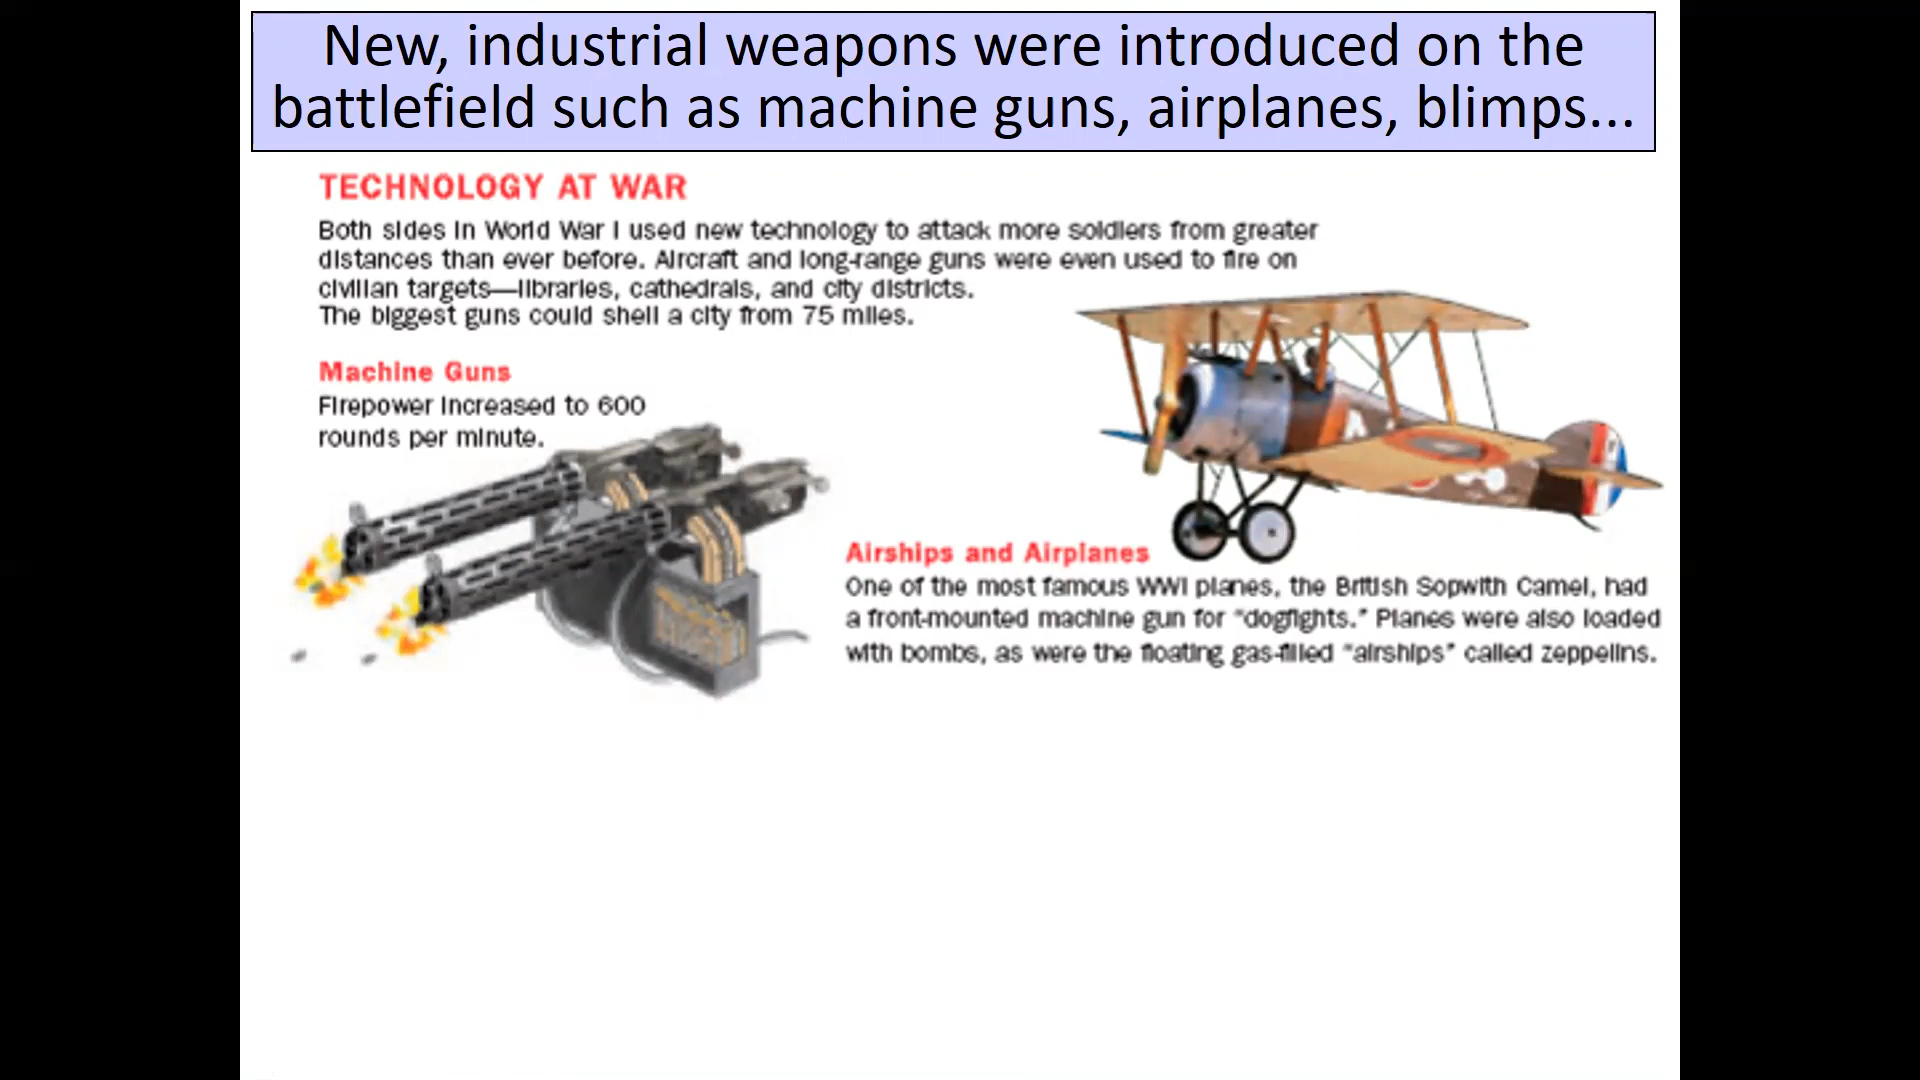 New, industrial weapons were introduced on the
battlefield such as machine guns, airplanes, blimps...
TECHNOLOGY AT WAR
Both sides in World War I used new technology to attack more soldiers from greater
distances than ever before. Aircraft and long-range guns were even used to fire on
civilian targets—libraries, cathedrals, and city districts.
The biggest guns could shell a city from 75 miles.
Machine Guns
Firepower increased to 600
rounds per minute.
Airships and Airplanes
One of the most famous WWI planes, the British Sopwith Camel, had
a front-mounted machine gun for "dogfights." Planes were also loaded
with bombs, as were the floating gas-filled "airships" called zeppelins.